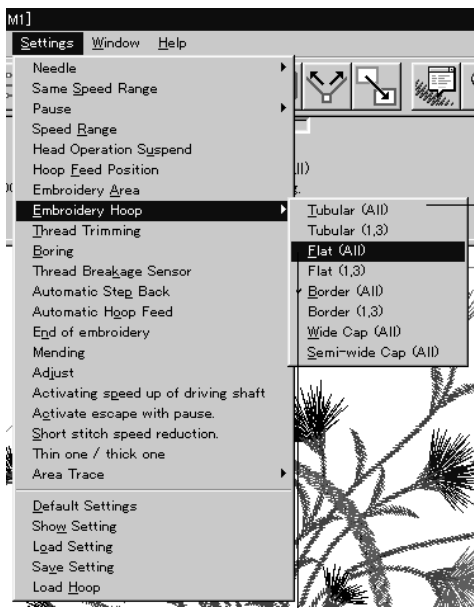 M1]
Settings Window Help
Needle
Same Speed Range
Pause
Speed Range
Head Operation Suspend
Hoop Feed Position
Embroidery Area
Embroidery Hoop
Thread Trimming
Boring
Thread Breakage Sensor
Automatic Step Back
Automatic Hoop Feed
End of embroidery
Mending
Adjust
Activating speed up of driving shaft
Activate escape with pause.
Short stitch speed reduction.
Thin one / thick one
Area Trace
Default Settings
Show Setting
Load Setting
Save Setting
Load Hoop
Tubular (All)
Tubular (1,3)
Flat (All)
Flat (1,3)
Border (All)
Border (1,3)
Wide Cap (All)
Semi-wide Cap (All)